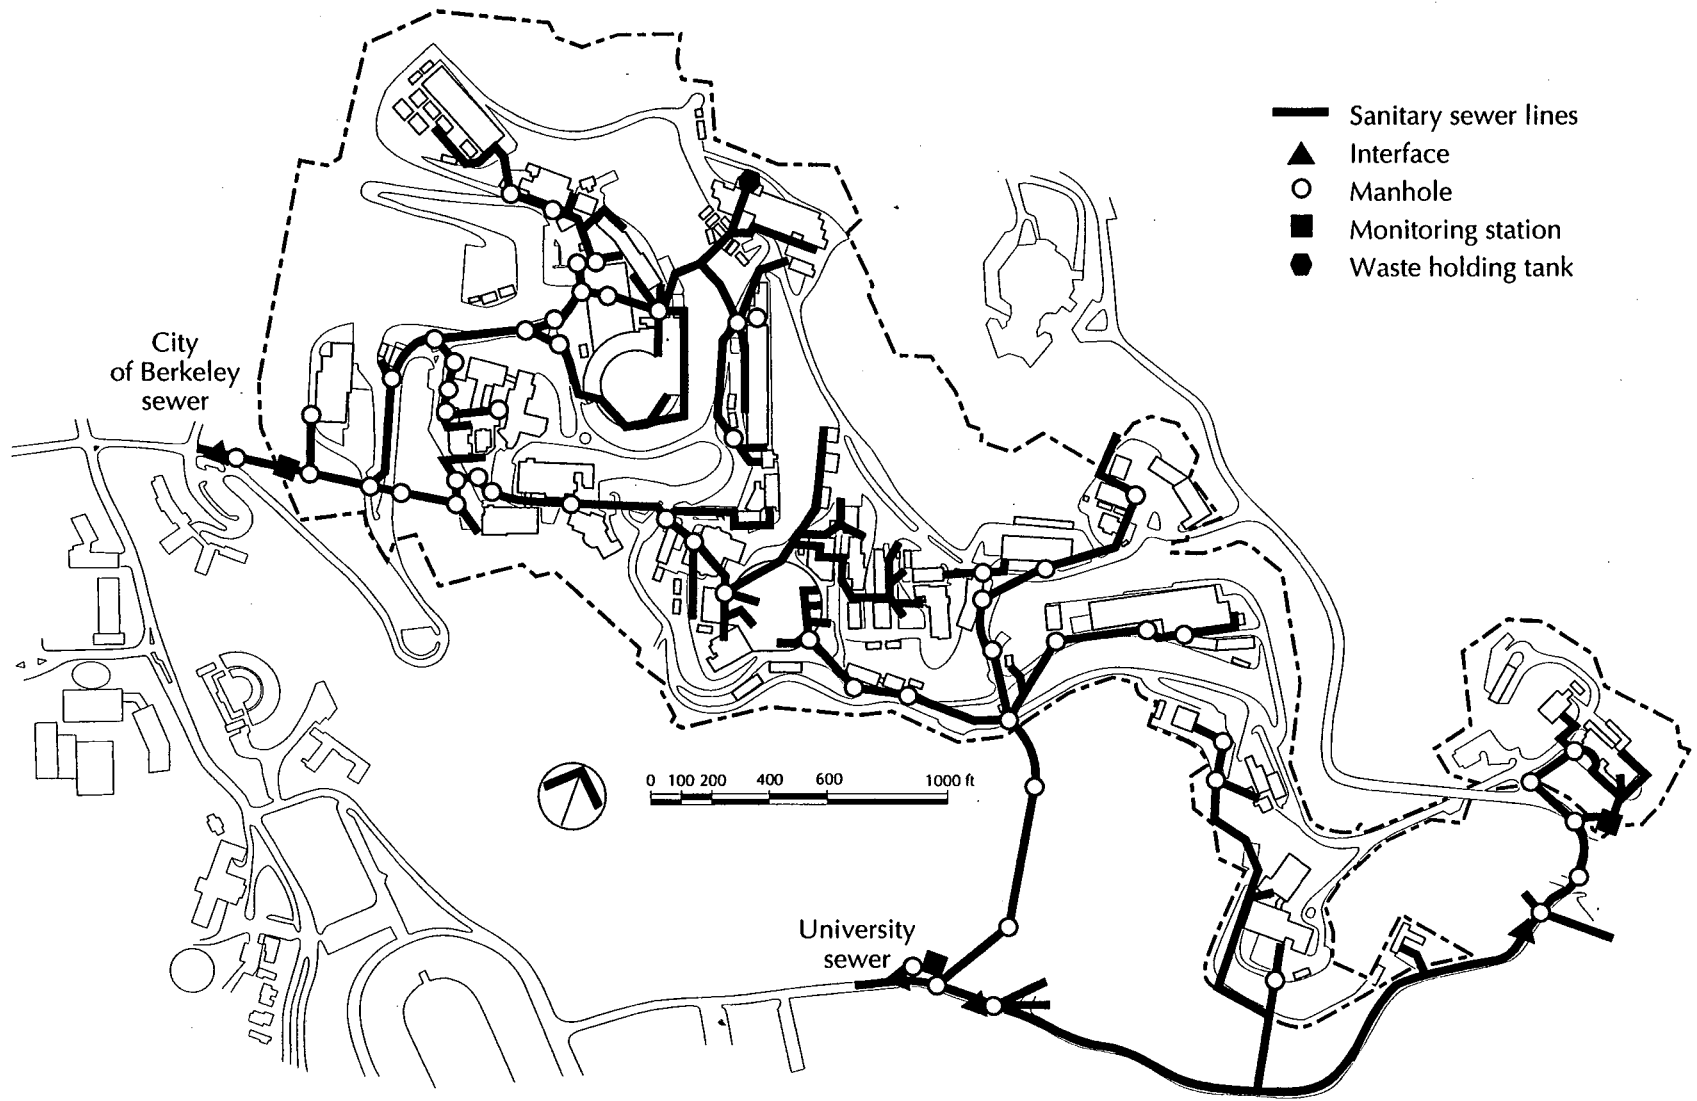 Sanitary sewer lines
Interface
Manhole
Monitoring station
Waste holding tank
City
of Berkeley
sewer
0 100 200 400 600 1000 ft
University
sewer